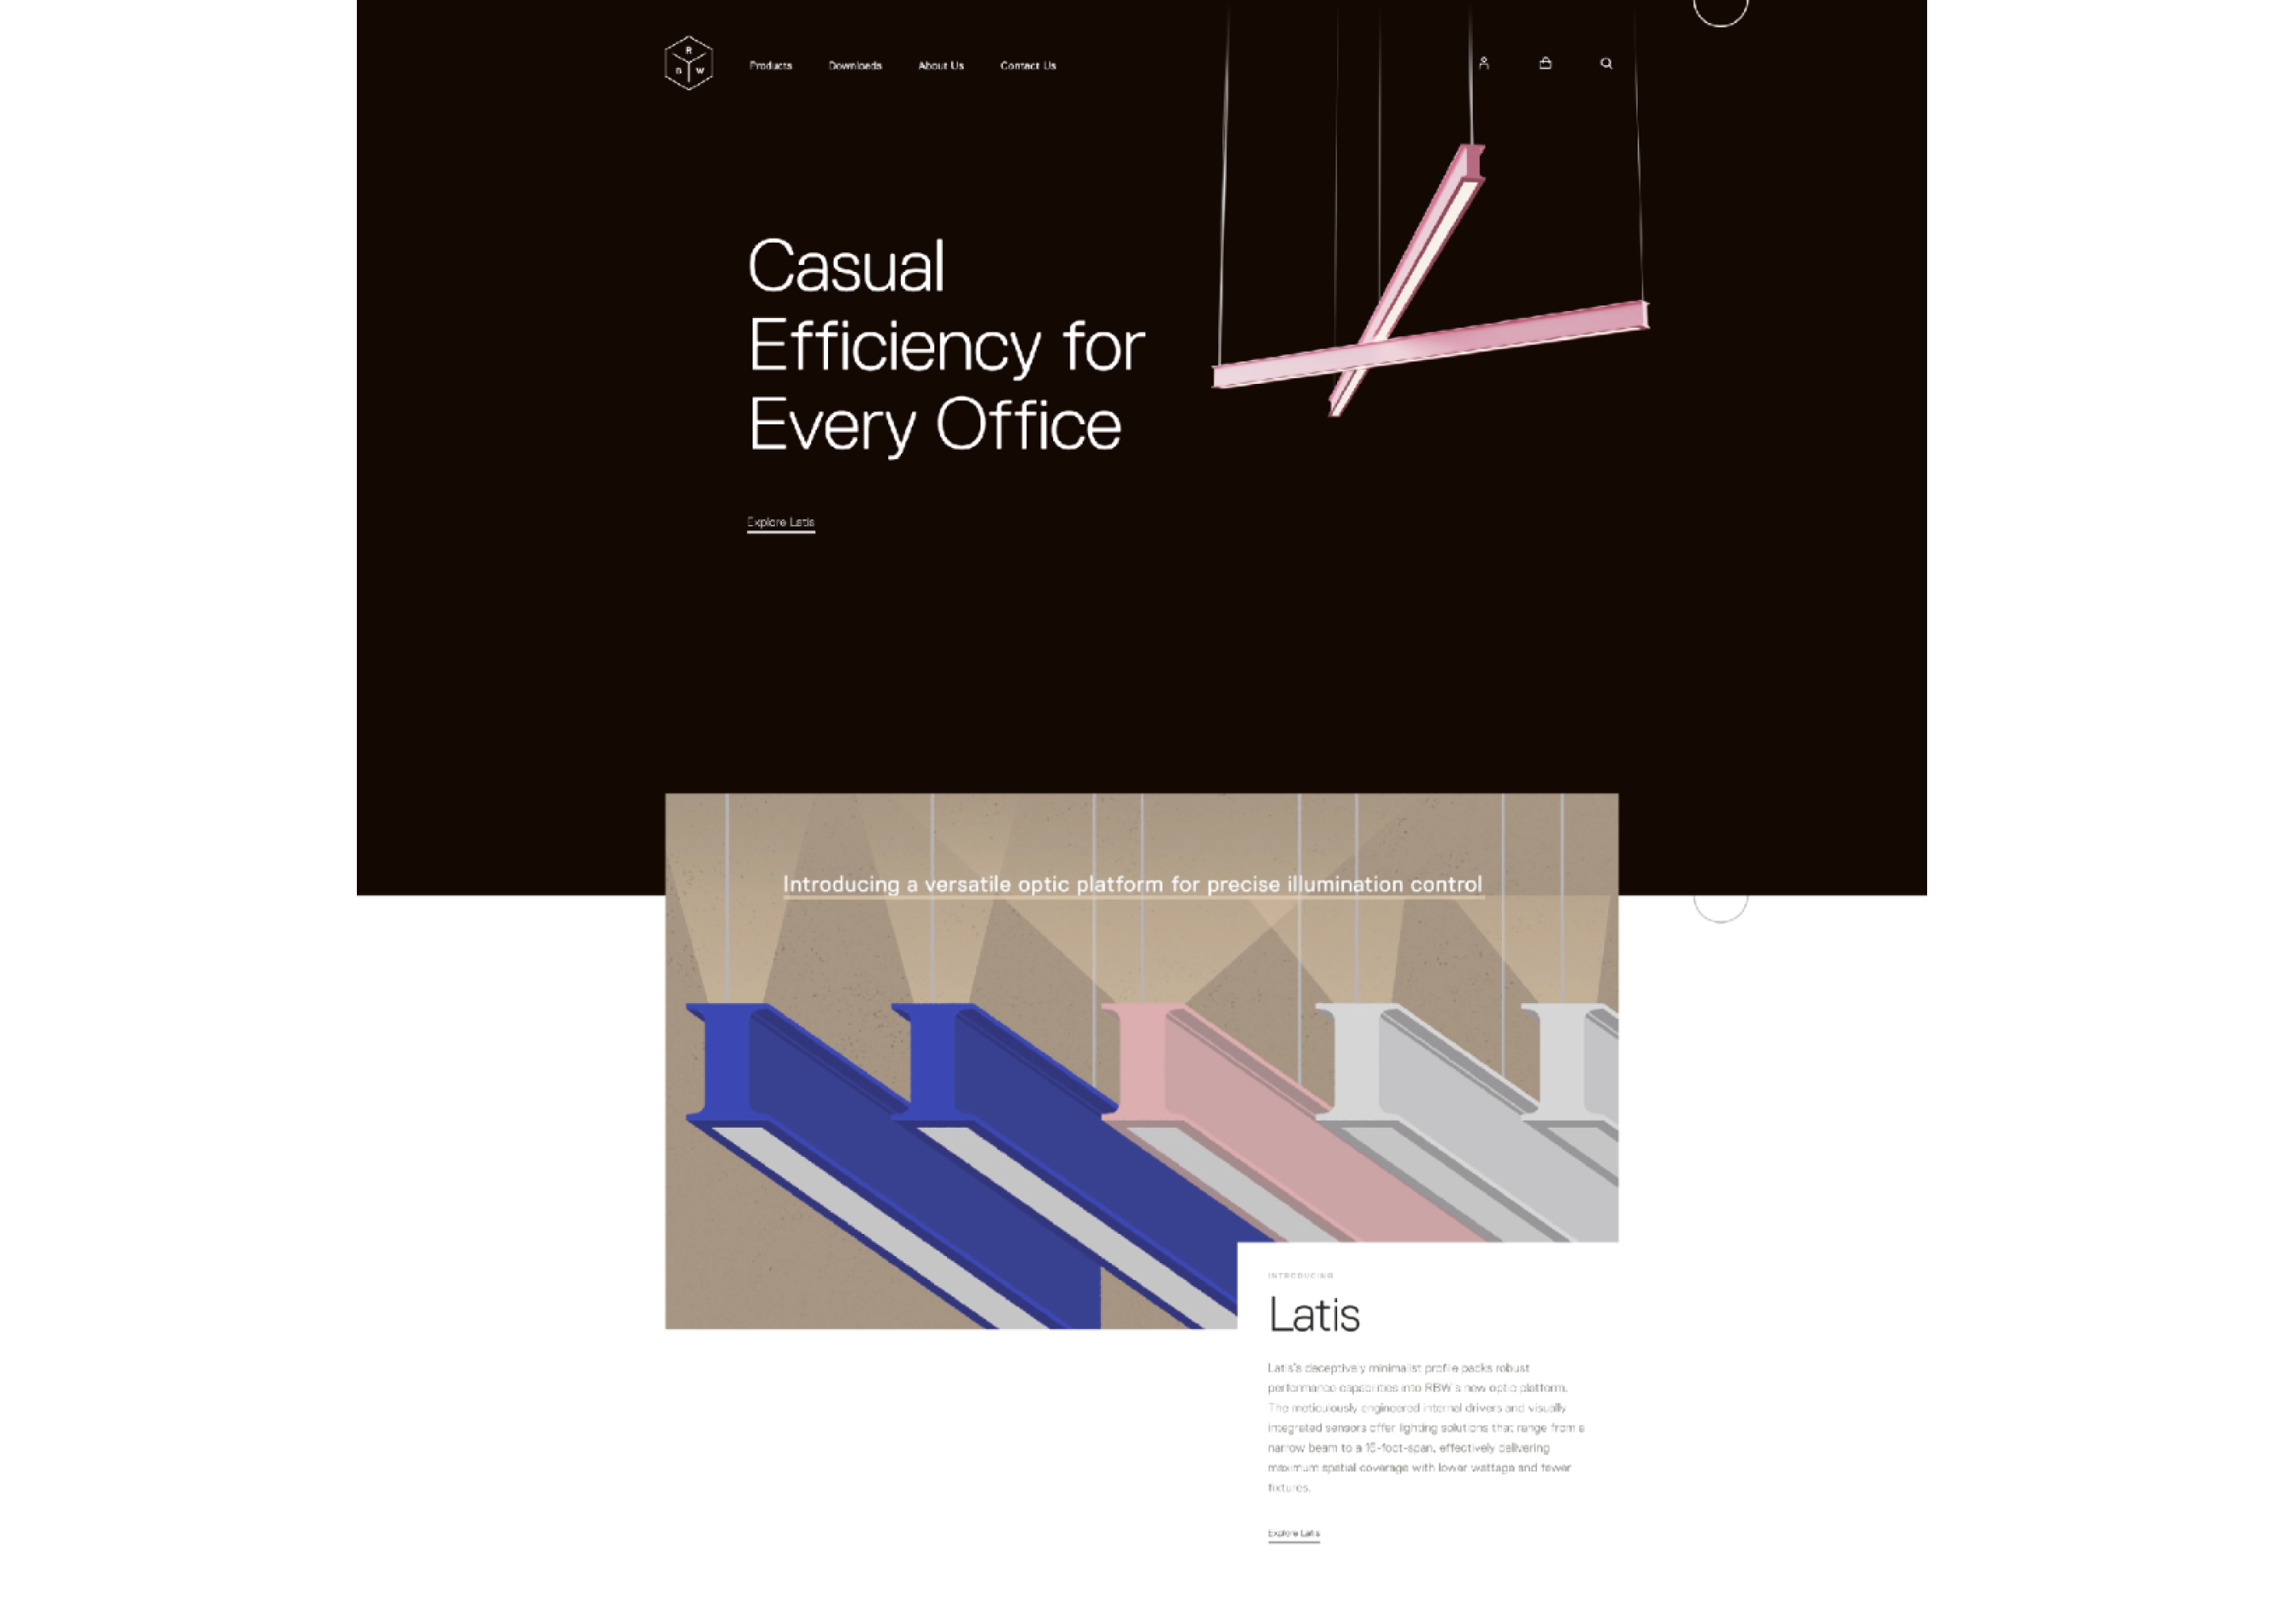 R
B W
Products Downloads About Us Contact Us
Casual
Efficiency for
Every Office
Explore Latis
Introducing a versatile optic platform for precise illumination control
INTRODUCING
Latis
Latis's deceptively minimalist profile packs robust
performance capabilities into RBW's new optic platform.
The meticulously engineered internal drivers and visually
integrated sensors offer lighting solutions that range from a
narrow beam to a 16-foot-span, effectively delivering
maximum spatial coverage with lower wattage and fewer
fixtures.
Explore Latis